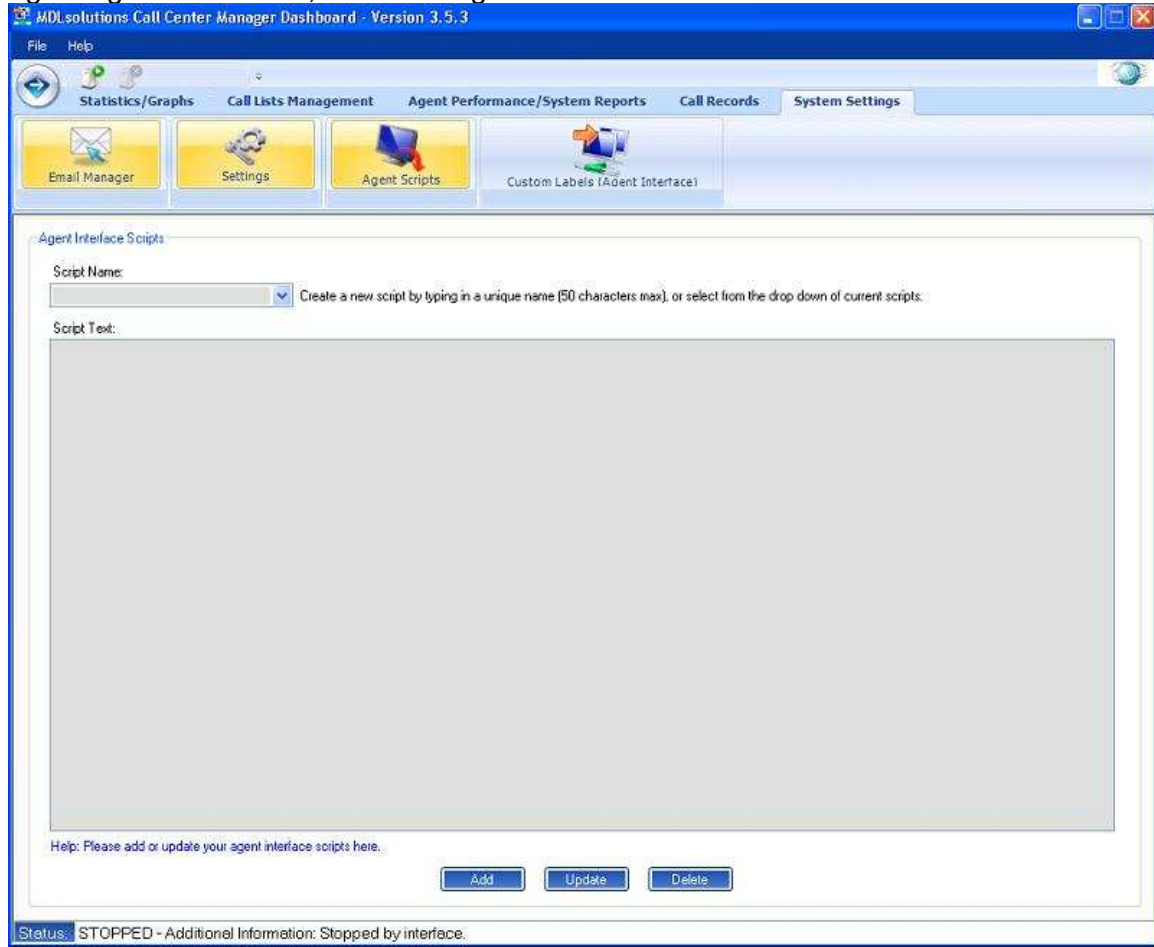 MDLsolutions Call Center Manager Dashboard - Version 3.5.3
File Help
Statistics/Graphs Call Lists Management Agent Performance/System Reports Call Records System Settings
Email Manager Settings Agent Scripts Custom Labels (Agent Interface)
Agent Interface Scripts
Script Name:
Create a new script by typing in a unique name (50 characters max), or select from the drop down of current scripts.
Script Text:
Help: Please add or update your agent interface scripts here.
Add Update Delete
Status: STOPPED - Additional Information: Stopped by interface.